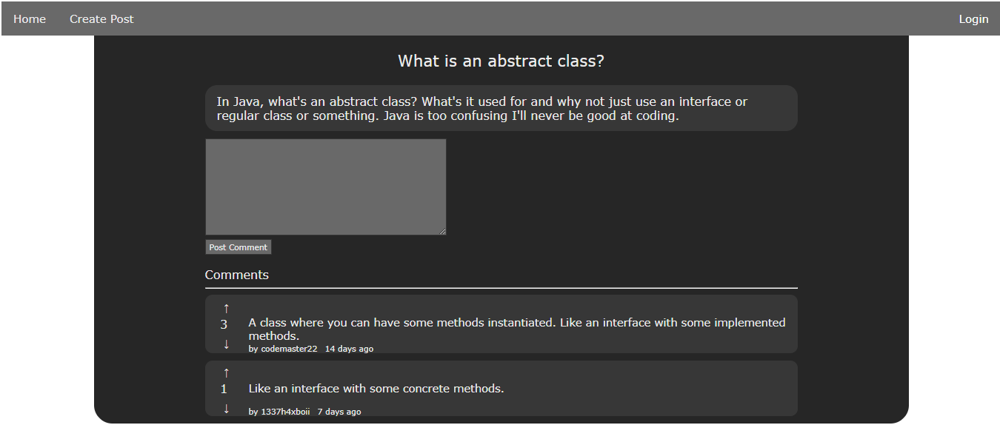 Home Create Post Login
What is an abstract class?
In Java, what's an abstract class? What's it used for and why not just use an interface or
regular class or something. Java is too confusing I'll never be good at coding.
Post Comment
Comments
↑
3
A class where you can have some methods instantiated. Like an interface with some implemented
methods.
↓
by codemaster22 14 days ago
↑
1
Like an interface with some concrete methods.
↓
by 1337h4xboii 7 days ago